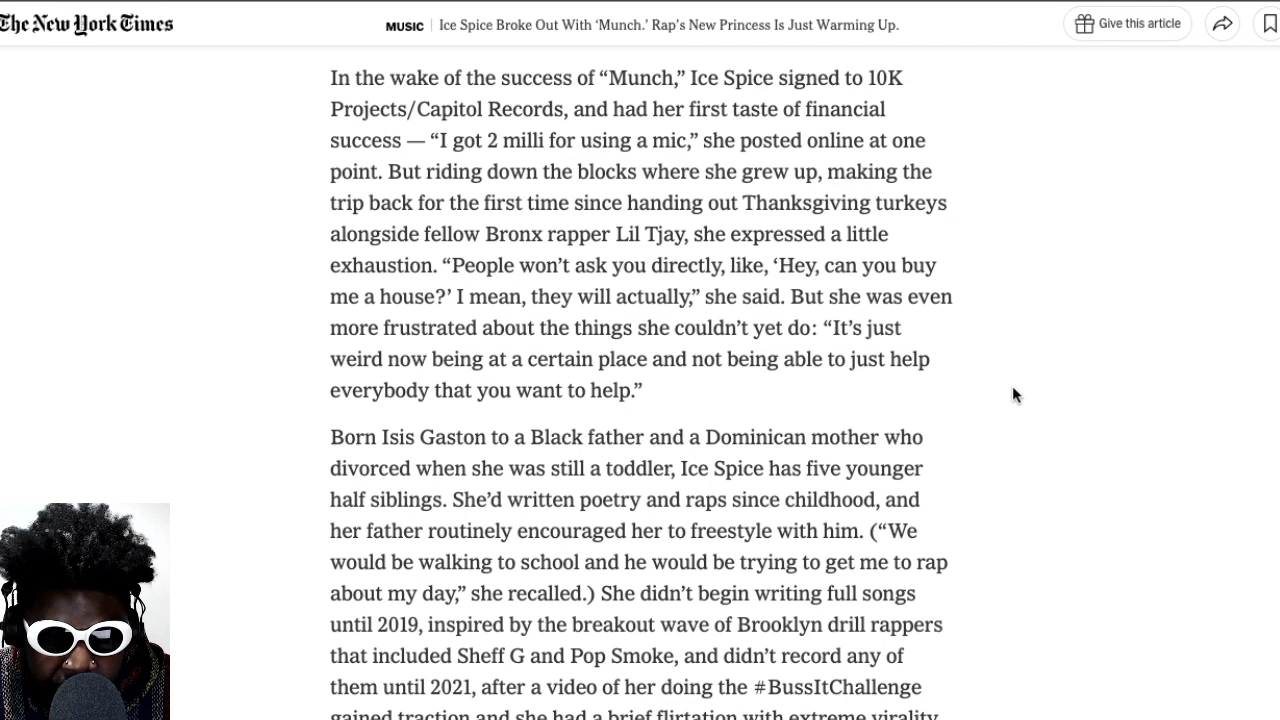 The New York Times
MUSIC Ice Spice Broke Out With ‘Munch.’ Rap’s New Princess Is Just Warming Up.
Give this article
In the wake of the success of “Munch,” Ice Spice signed to 10K
Projects/Capitol Records, and had her first taste of financial
success — “I got 2 milli for using a mic,” she posted online at one
point. But riding down the blocks where she grew up, making the
trip back for the first time since handing out Thanksgiving turkeys
alongside fellow Bronx rapper Lil Tjay, she expressed a little
exhaustion. “People won’t ask you directly, like, ‘Hey, can you buy
me a house?’ I mean, they will actually,” she said. But she was even
more frustrated about the things she couldn’t yet do: “It’s just
weird now being at a certain place and not being able to just help
everybody that you want to help.”
Born Isis Gaston to a Black father and a Dominican mother who
divorced when she was still a toddler, Ice Spice has five younger
half siblings. She’d written poetry and raps since childhood, and
her father routinely encouraged her to freestyle with him. (“We
would be walking to school and he would be trying to get me to rap
about my day,” she recalled.) She didn’t begin writing full songs
until 2019, inspired by the breakout wave of Brooklyn drill rappers
that included Sheff G and Pop Smoke, and didn’t record any of
them until 2021, after a video of her doing the #BussItChallenge
gained traction and she had a brief flirtation with extreme virality.